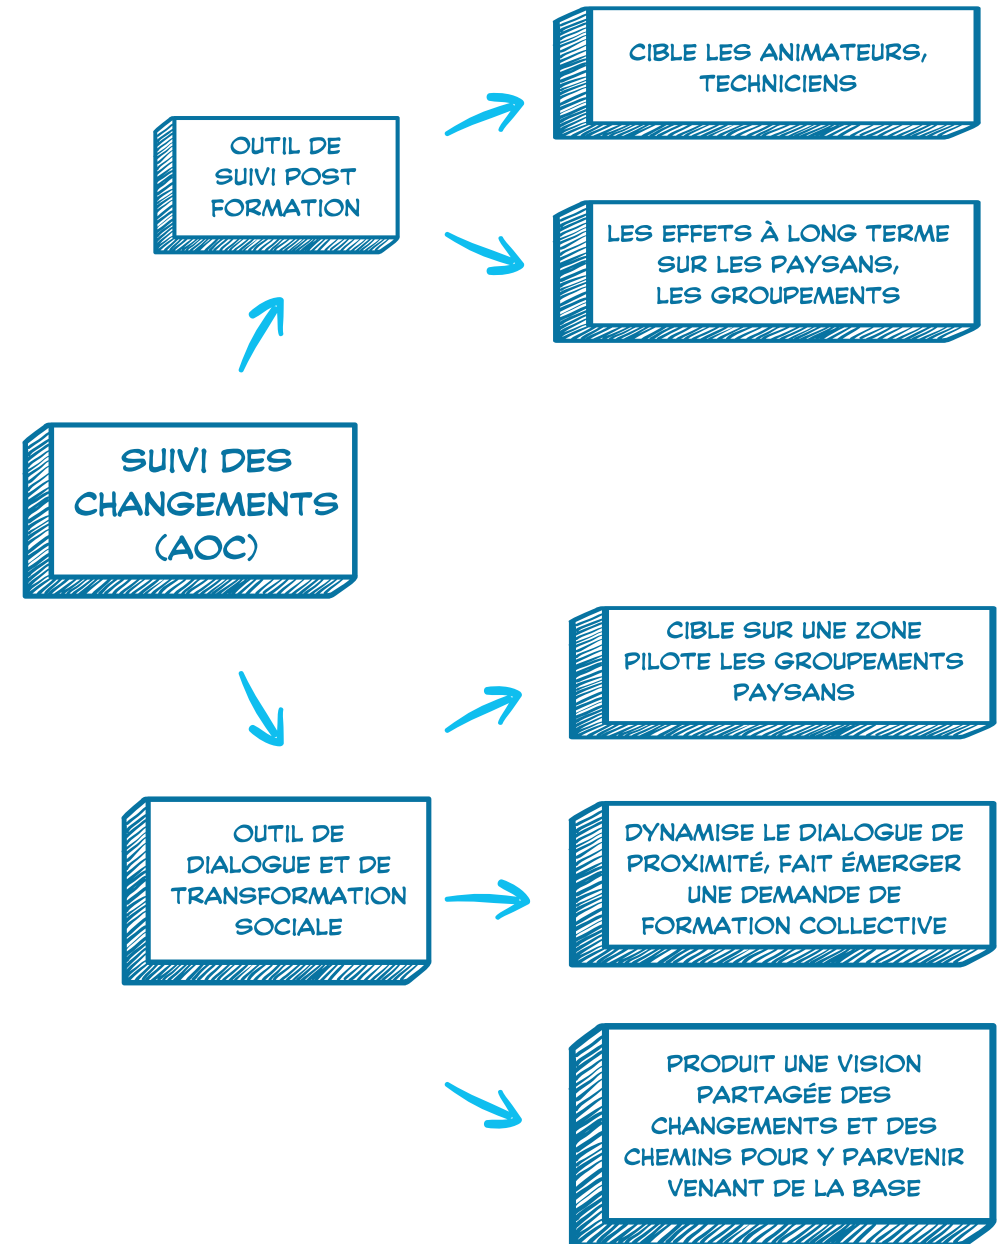 CIBLE LES ANIMATEURS,
TECHNICIENS
OUTIL DE
SUIVI POST
FORMATION
LES EFFETS À LONG TERME
SUR LES PAYSANS,
LES GROUPEMENTS
SUIVI DES
CHANGEMENTS
(AOC)
CIBLE SUR UNE ZONE
PILOTE LES GROUPEMENTS
PAYSANS
OUTIL DE
DIALOGUE ET DE
TRANSFORMATION
SOCIALE
DYNAMISE LE DIALOGUE DE
PROXIMITÉ, FAIT ÉMERGER
UNE DEMANDE DE
FORMATION COLLECTIVE
PRODUIT UNE VISION
PARTAGÉE DES
CHANGEMENTS ET DES
CHEMINS POUR Y PARVENIR
VENANT DE LA BASE